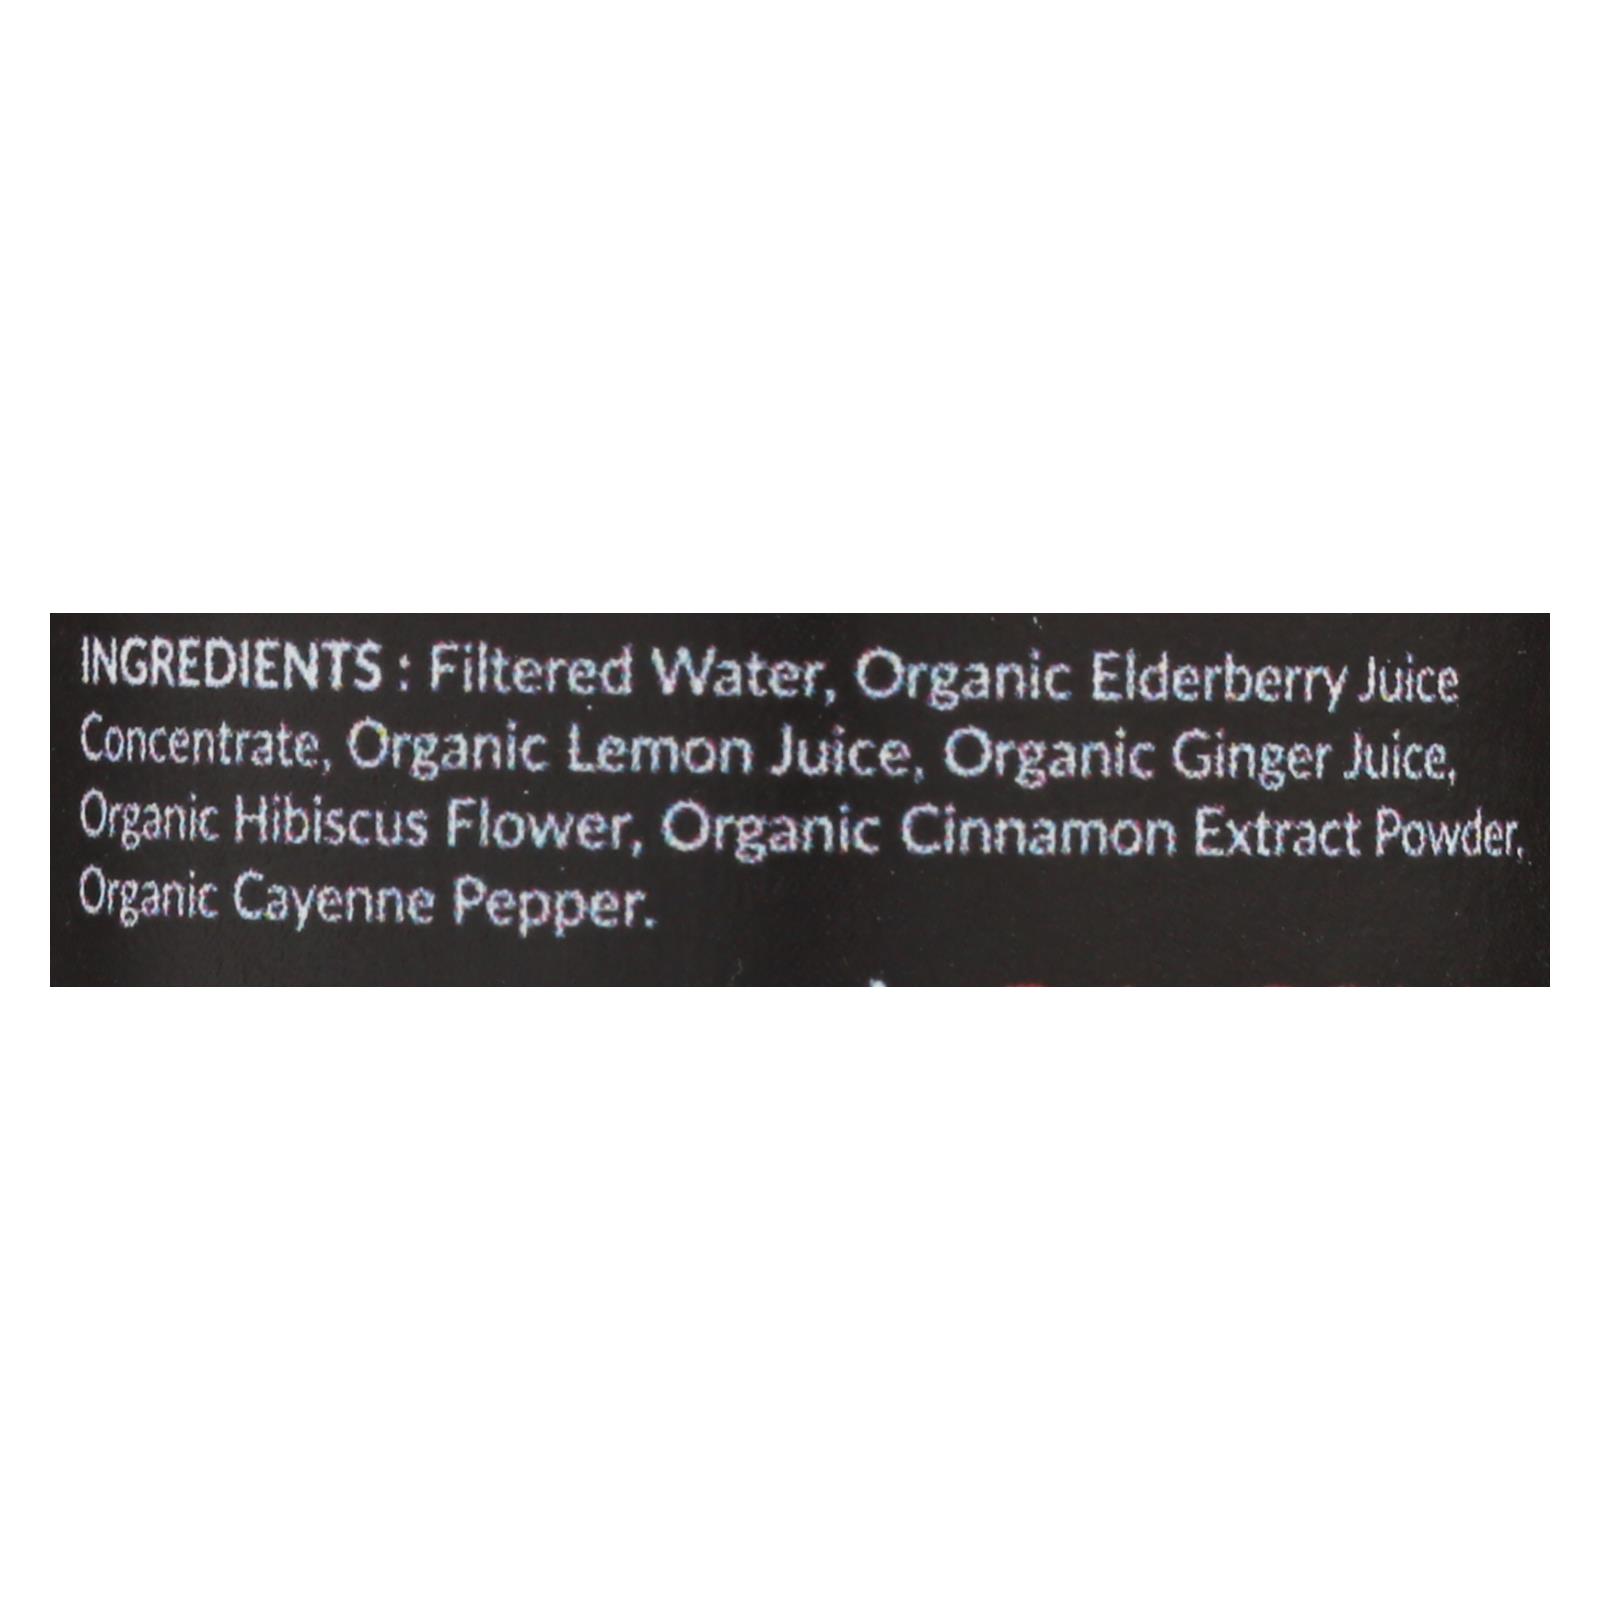 INGREDIENTS : Filtered Water, Organic Elderberry Juice
Concentrate, Organic Lemon Juice, Organic Ginger Juice,
Organic Hibiscus Flower, Organic Cinnamon Extract Powder,
Organic Cayenne Pepper.